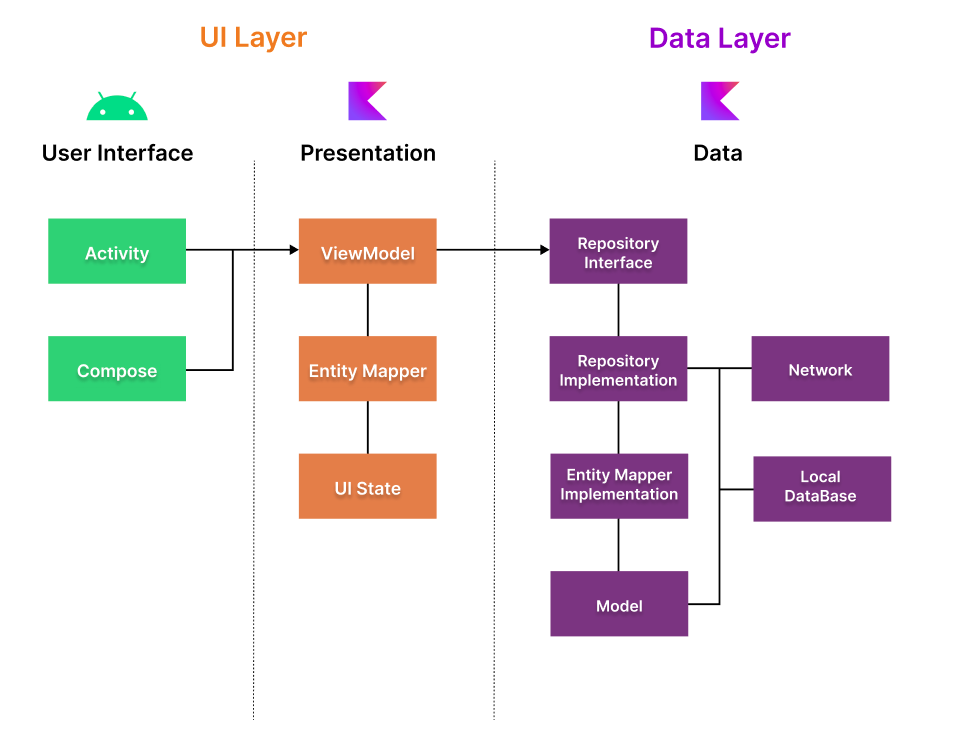 UI Layer
Data Layer
User Interface
Presentation
Data
Activity
ViewModel
Repository
Interface
Compose
Entity Mapper
Repository
Implementation
Network
UI State
Entity Mapper
Implementation
Local
DataBase
Model